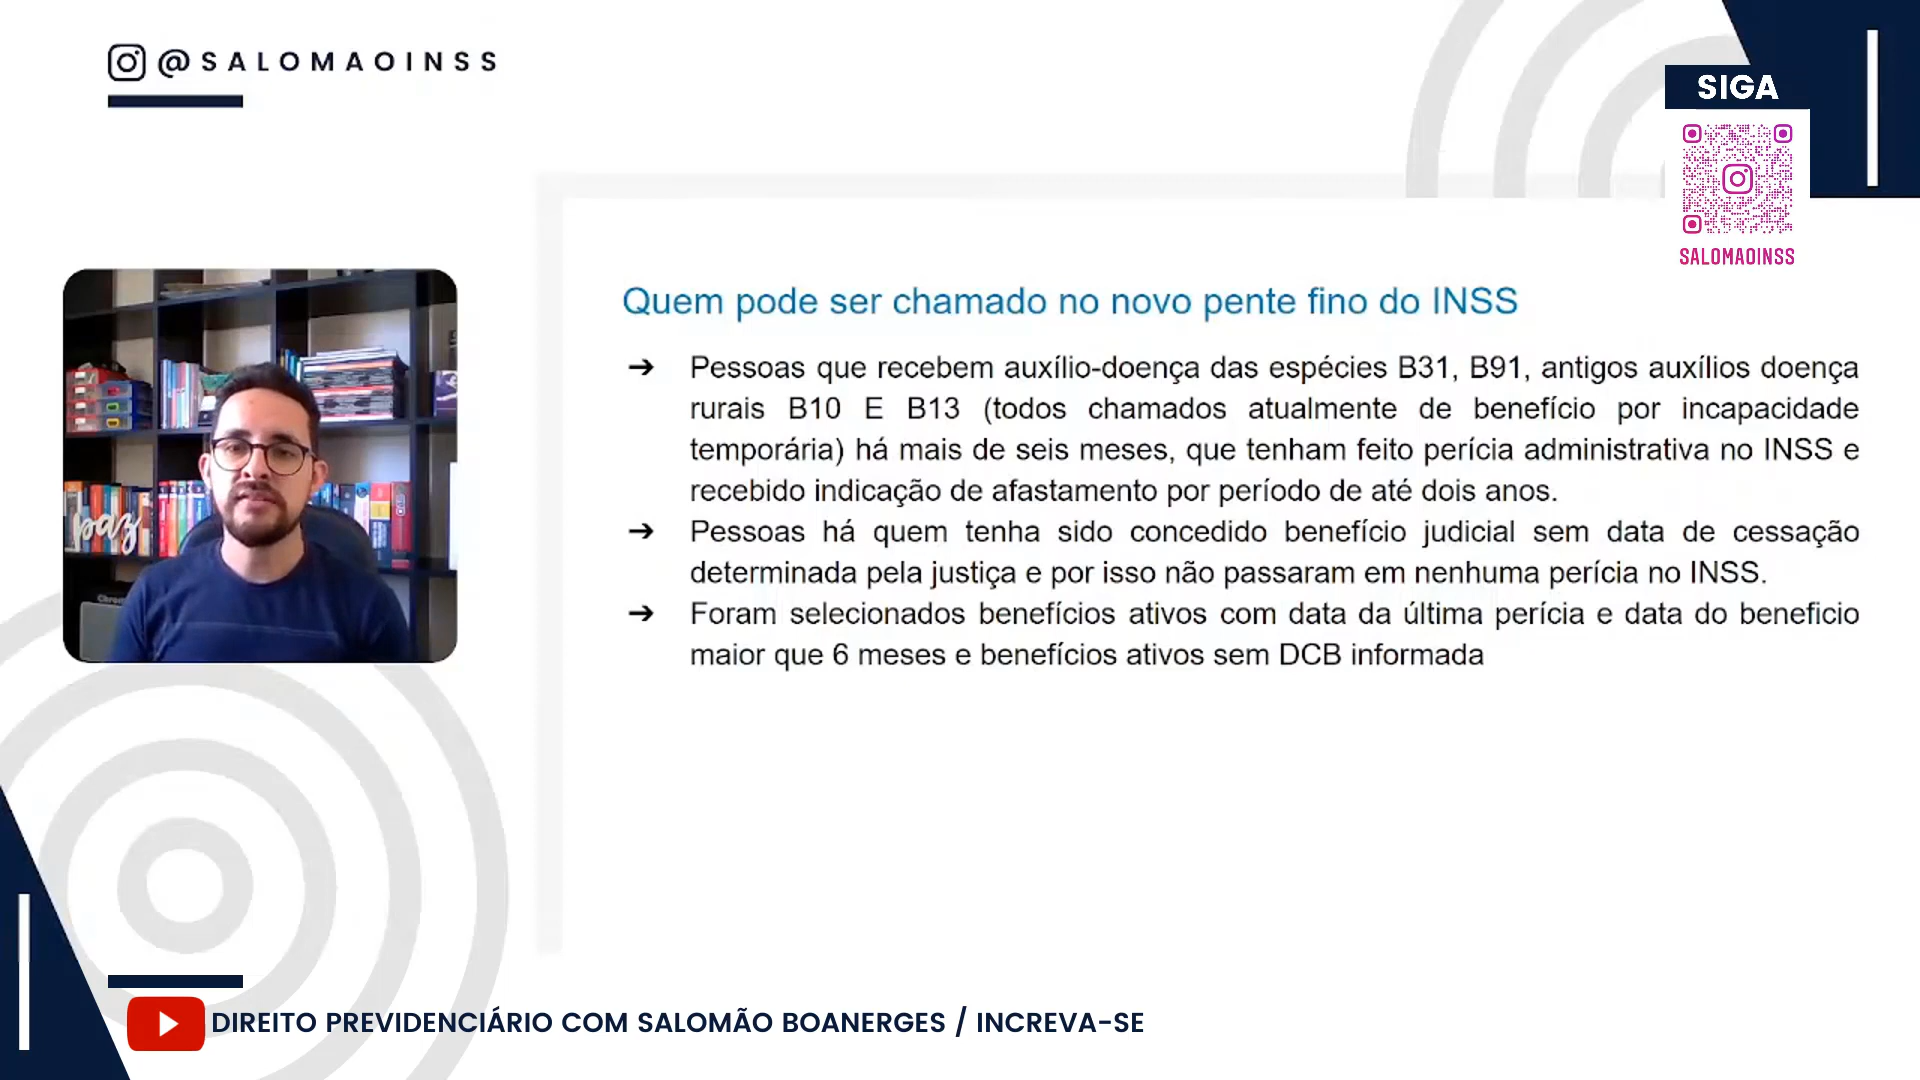 @SALOMAOINSS
SIGA
SALOMAOINSS
Quem pode ser chamado no novo pente fino do INSS
➔ Pessoas que recebem auxílio-doença das espécies B31, B91, antigos auxílios doença
rurais B10 E B13 (todos chamados atualmente de benefício por incapacidade
temporária) há mais de seis meses, que tenham feito perícia administrativa no INSS e
recebido indicação de afastamento por período de até dois anos.
➔ Pessoas há quem tenha sido concedido benefício judicial sem data de cessação
determinada pela justiça e por isso não passaram em nenhuma perícia no INSS.
➔ Foram selecionados benefícios ativos com data da última perícia e data do beneficio
maior que 6 meses e benefícios ativos sem DCB informada
paz
DIREITO PREVIDENCIÁRIO COM SALOMÃO BOANERGES / INCREVA-SE